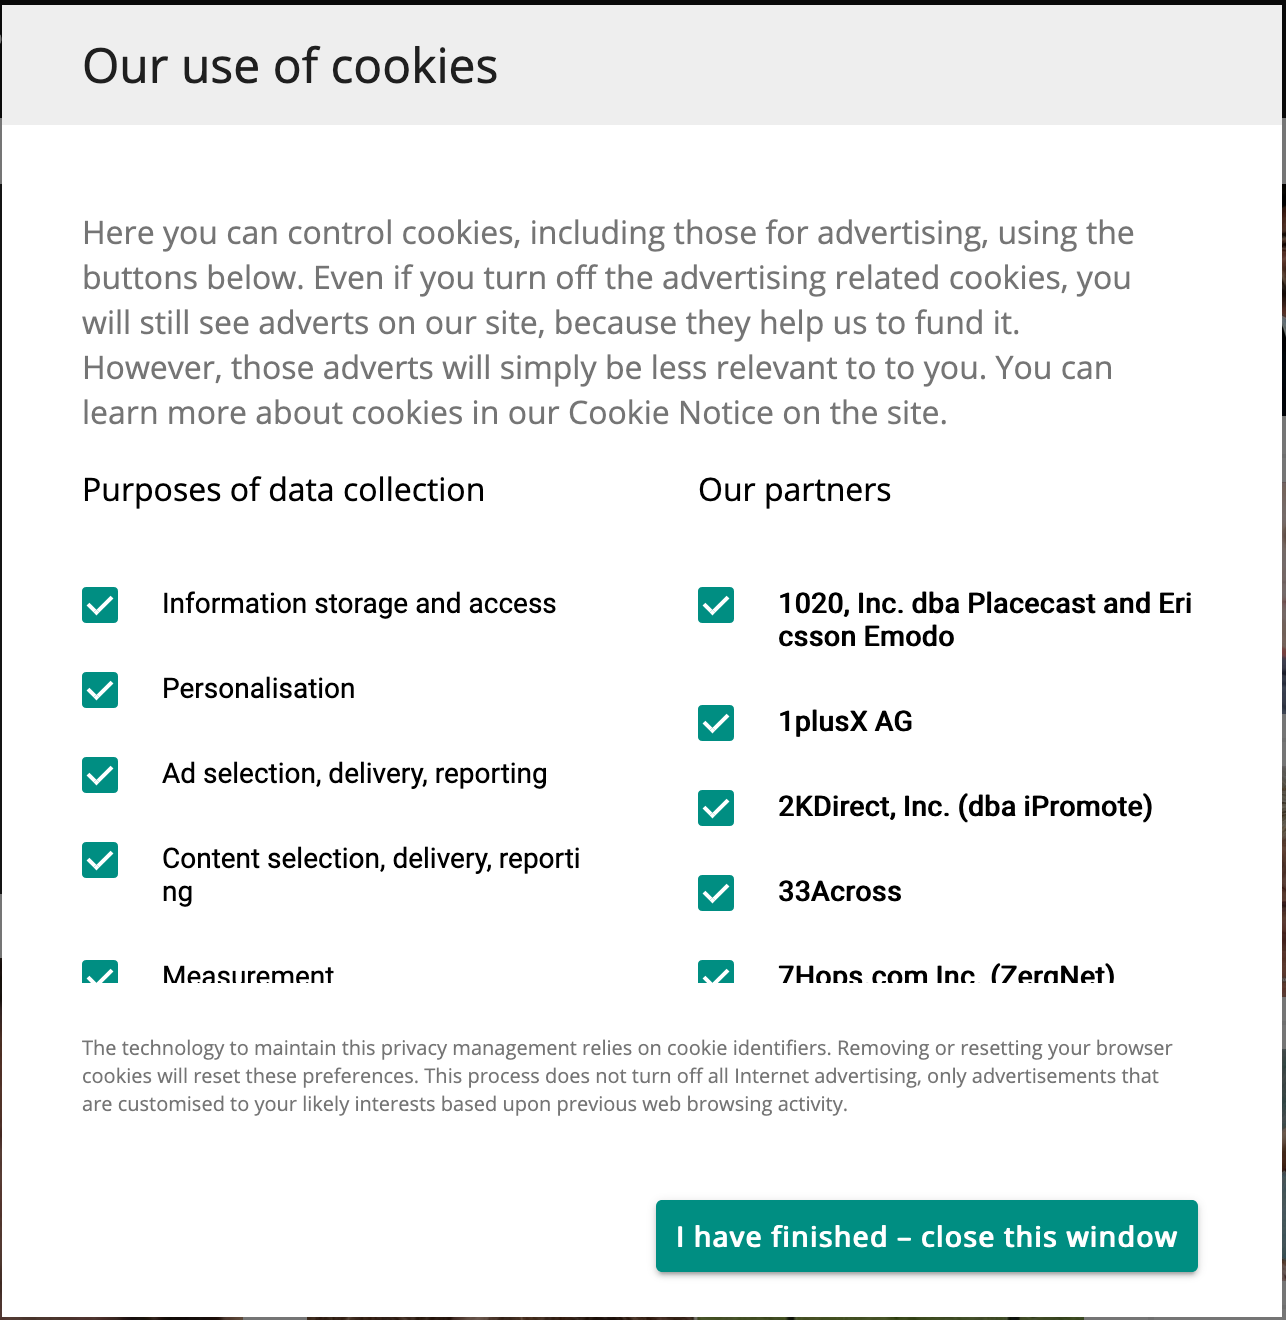 Our use of cookies
Here you can control cookies, including those for advertising, using the
buttons below. Even if you turn off the advertising related cookies, you
will still see adverts on our site, because they help us to fund it.
However, those adverts will simply be less relevant to to you. You can
learn more about cookies in our Cookie Notice on the site.
Purposes of data collection
Information storage and access
Personalisation
Ad selection, delivery, reporting
Content selection, delivery, reporti
ng
Measurement
Our partners
1020, Inc. dba Placecast and Eri
csson Emodo
1plusX AG
2KDirect, Inc. (dba iPromote)
33Across
7Hops.com Inc. (ZergNet)
The technology to maintain this privacy management relies on cookie identifiers. Removing or resetting your browser
cookies will reset these preferences. This process does not turn off all Internet advertising, only advertisements that
are customised to your likely interests based upon previous web browsing activity.
I have finished – close this window